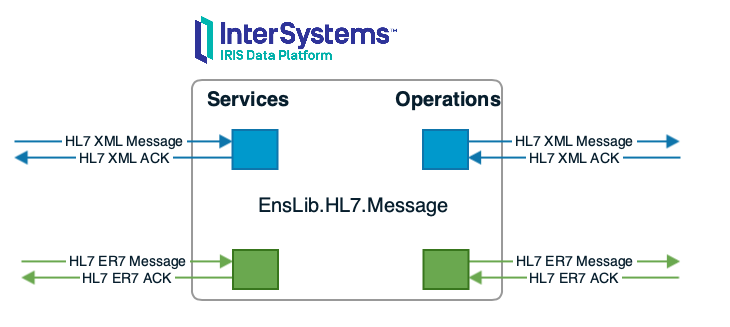 InterSystems™
IRIS Data Platform
Services
Operations
HL7 XML Message
HL7 XML ACK
HL7 XML Message
HL7 XML ACK
EnsLib.HL7.Message
HL7 ER7 Message
HL7 ER7 ACK
HL7 ER7 Message
HL7 ER7 ACK